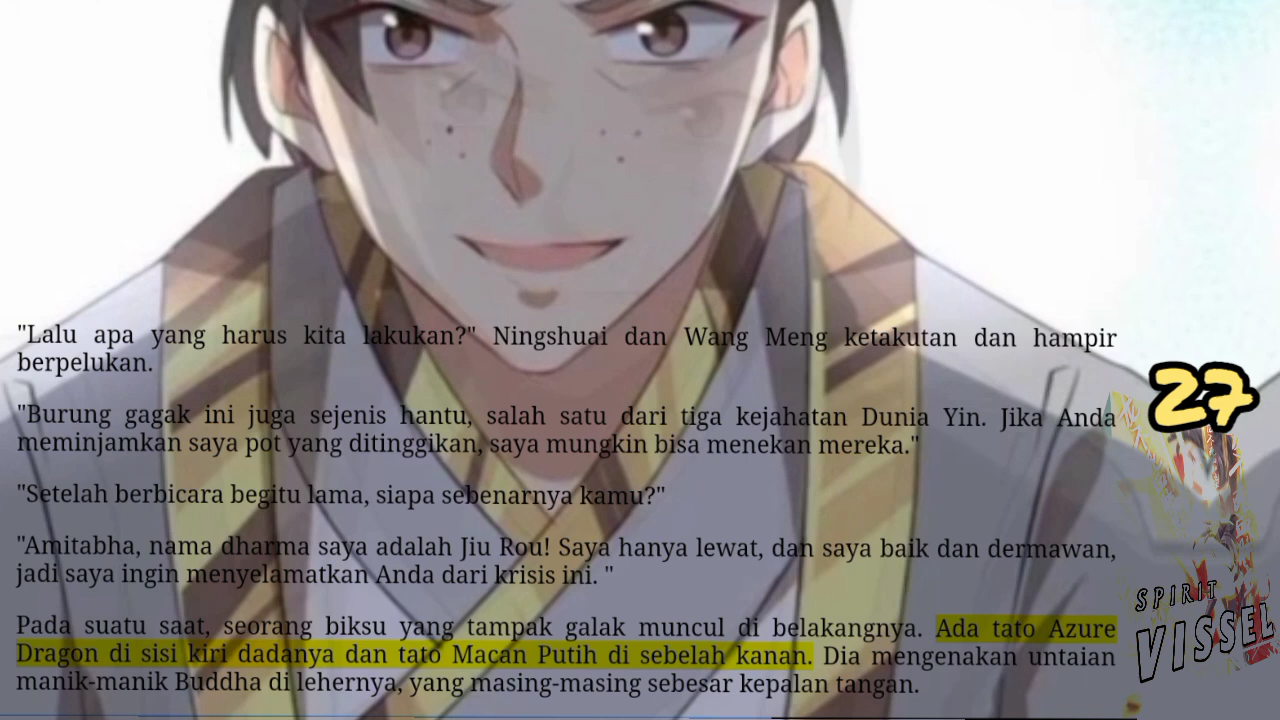 "Lalu apa yang harus kita lakukan?" Ningshuai dan Wang Meng ketakutan dan hampir
berpelukan.
"Burung gagak ini juga sejenis hantu, salah satu dari tiga kejahatan Dunia Yin. Jika Anda
meminjamkan saya pot yang ditinggikan, saya mungkin bisa menekan mereka."
"Setelah berbicara begitu lama, siapa sebenarnya kamu?"
"Amitabha, nama dharma saya adalah Jiu Rou! Saya hanya lewat, dan saya baik dan dermawan,
jadi saya ingin menyelamatkan Anda dari krisis ini. "
Pada suatu saat, seorang biksu yang tampak galak muncul di belakangnya. Ada tato Azure
Dragon di sisi kiri dadanya dan tato Macan Putih di sebelah kanan. Dia mengenakan untaian
manik-manik Buddha di lehernya, yang masing-masing sebesar kepalan tangan.
27
SPIRIT
VISSEL